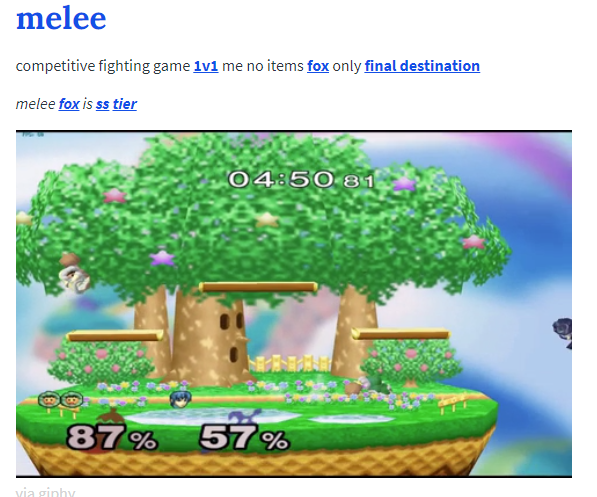 melee
competitive fighting game 1v1 me no items fox only final destination
melee fox is ss tier
04:50 81
87% 57%
via giphy